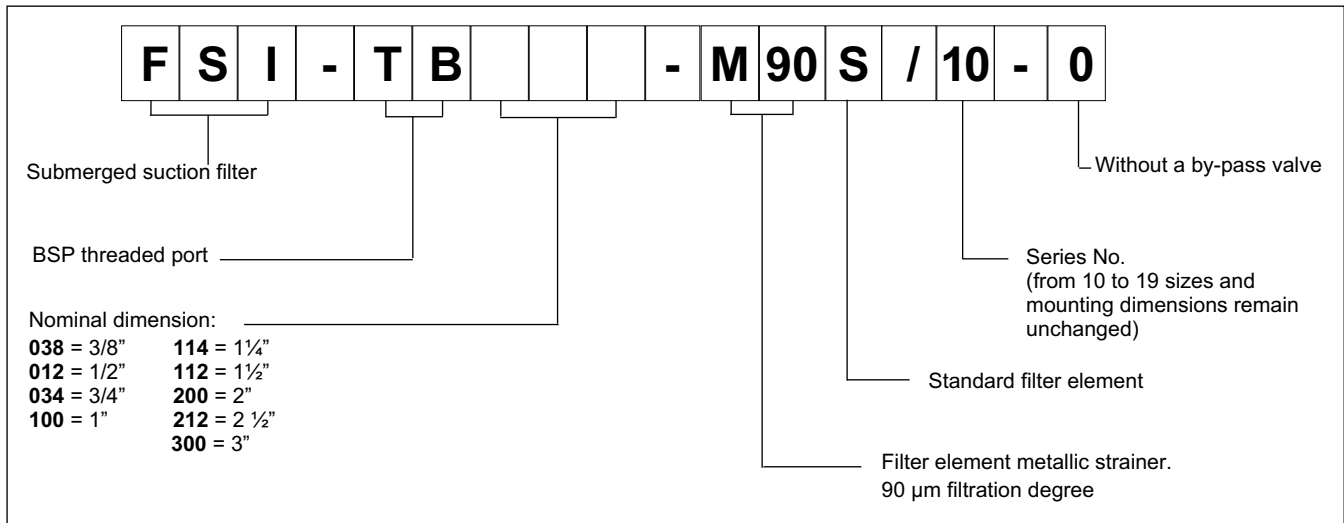 F S I - T B - M 90 S / 10 - 0
Submerged suction filter
Without a by-pass valve
BSP threaded port
Series No.
(from 10 to 19 sizes and
mounting dimensions remain
unchanged)
Nominal dimension:
038 = 3/8” 114 = 1¼”
012 = 1/2” 112 = 1½”
034 = 3/4” 200 = 2”
100 = 1” 212 = 2 ½”
300 = 3”
Standard filter element
Filter element metallic strainer.
90 µm filtration degree